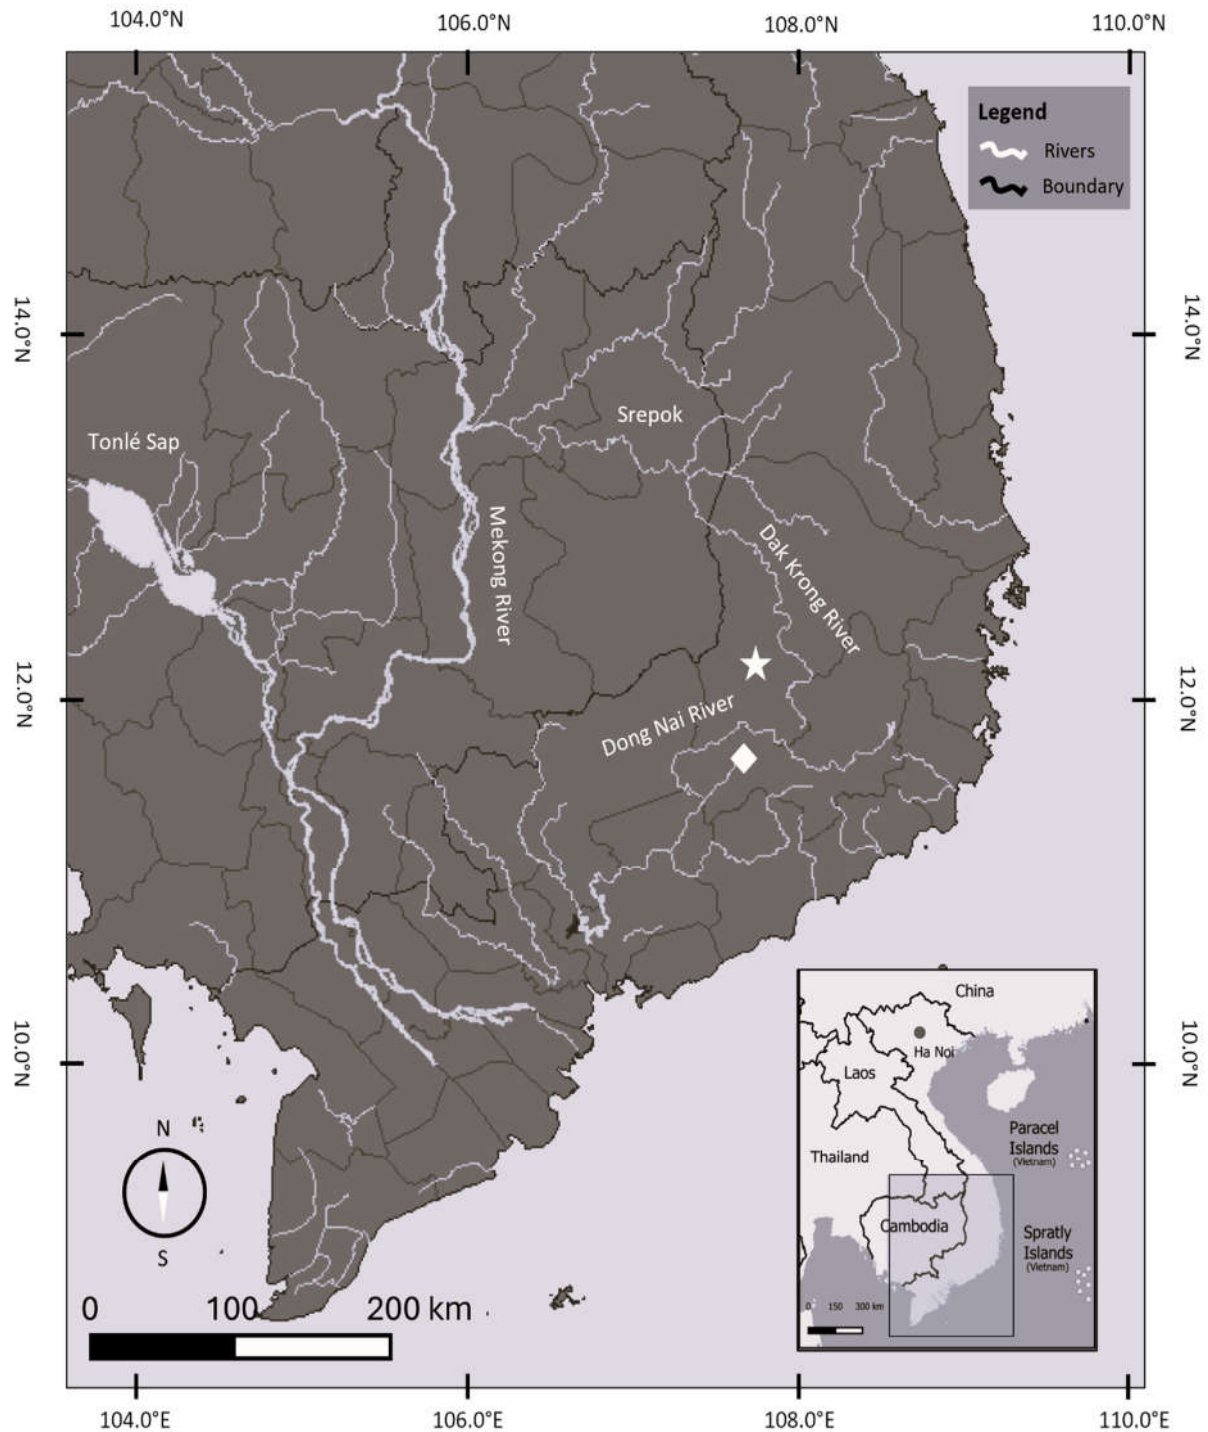 104.0°N
106.0°N
108.0°N
110.0°N
Legend
Rivers
Boundary
14.0°N
14.0°N
Srepok
Tonlé Sap
Mekong River
Dak Krong River
12.0°N
12.0°N
Dong Nai River
10.0°N
10.0°N
N
S
0
100
200 km
China
Ha Noi
Laos
Paracel
Islands
(Vietnam)
Thailand
Cambodia
Spratly
Islands
(Vietnam)
0
150
300 km
104.0°E
106.0°E
108.0°E
110.0°E